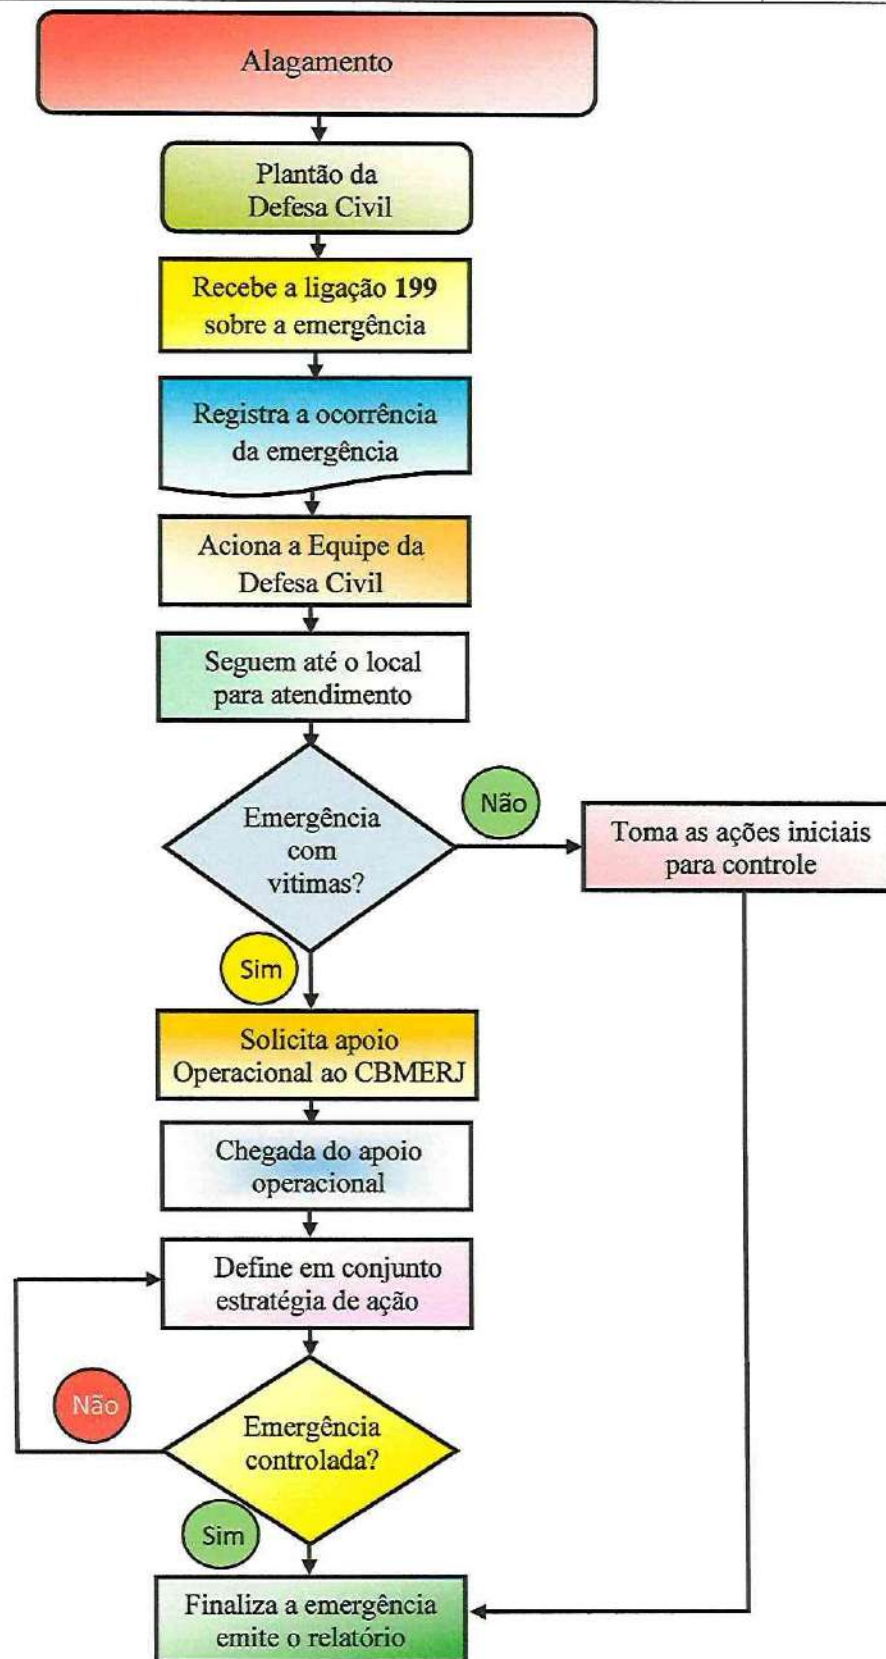 Alagamento
Plantão da
Defesa Civil
Recebe a ligação 199
sobre a emergência
Registra a ocorrência
da emergência
Aciona a Equipe da
Defesa Civil
Seguem até o local
para atendimento
Emergência
com
vitimas?
Não
Toma as ações iniciais
para controle
Sim
Solicita apoio
Operacional ao CBMERJ
Chegada do apoio
operacional
Define em conjunto
estratégia de ação
Não
Emergência
controlada?
Sim
Finaliza a emergência
emite o relatório